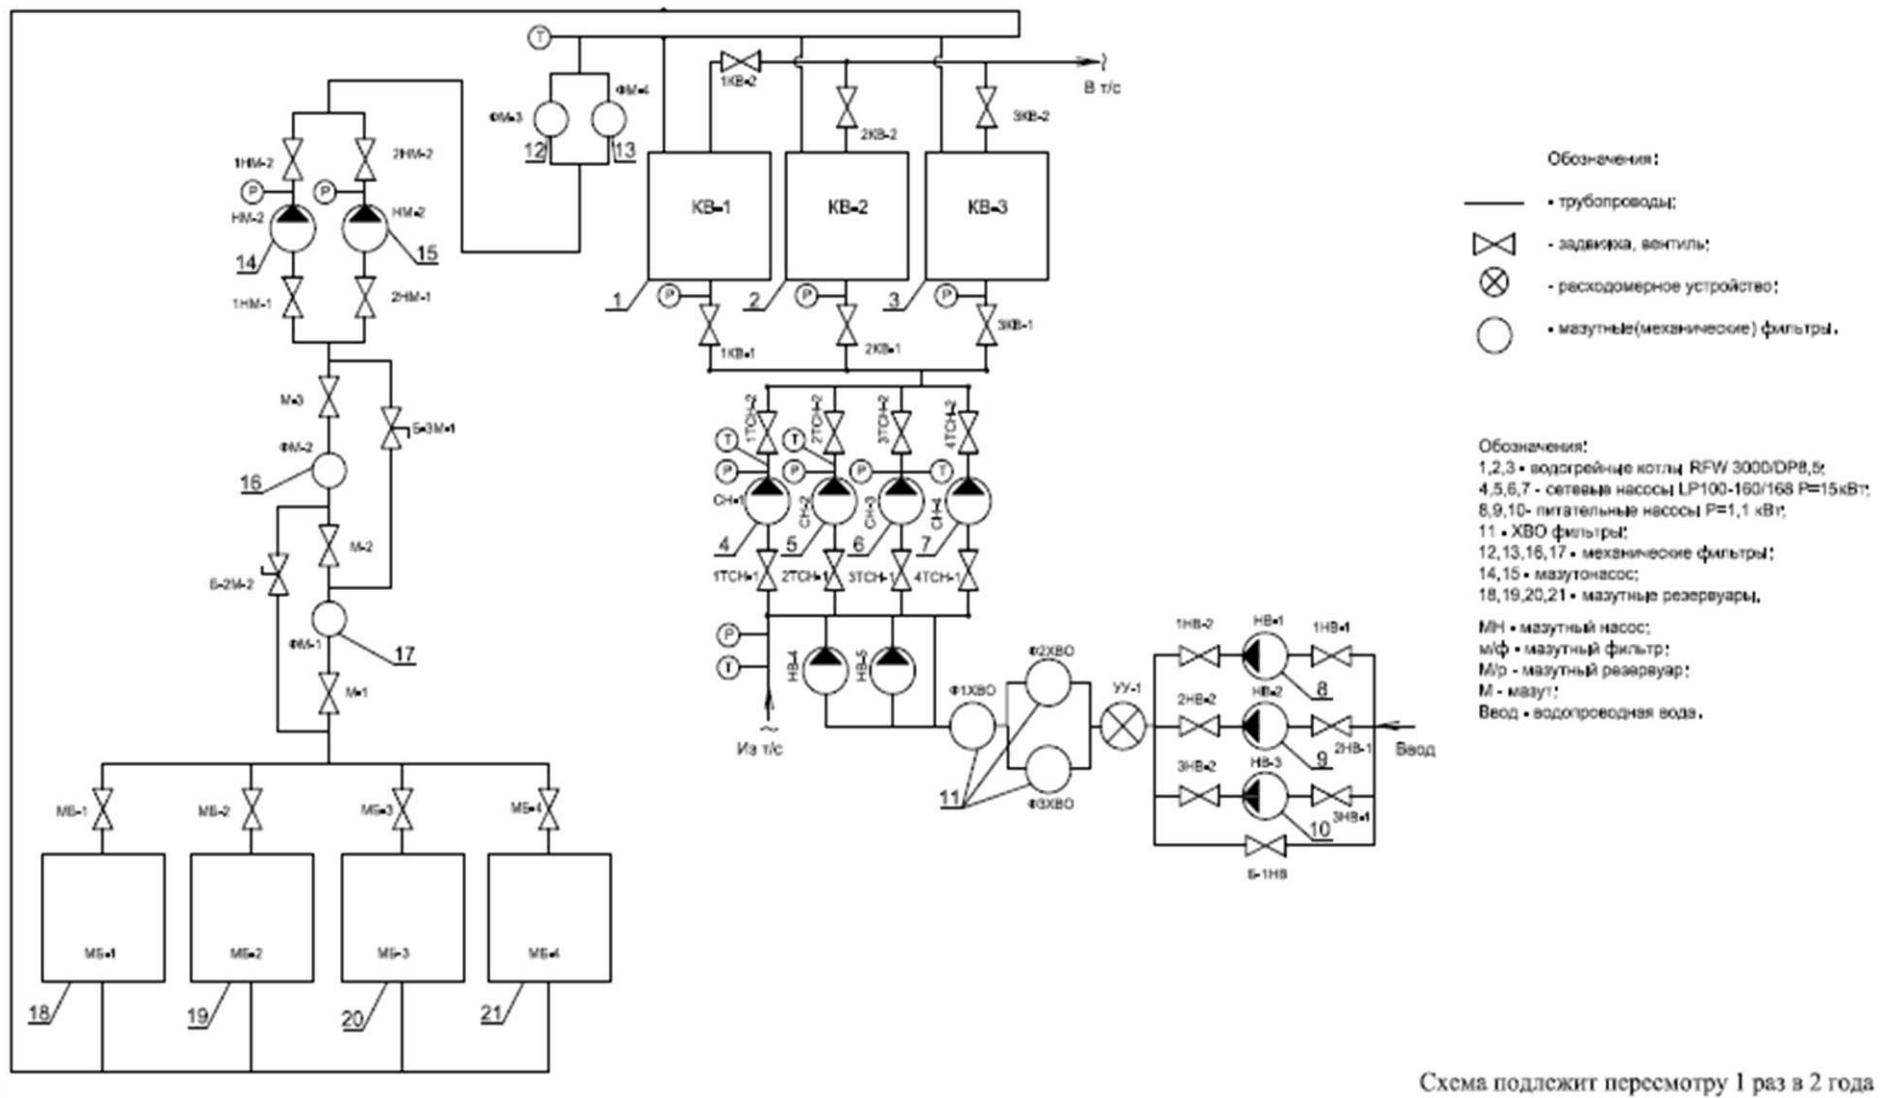 Т
1КВ-2
В т/с
ФМ-3
ФМ-4
12
13
2КВ-2
3КВ-2
1НМ-2
2НМ-2
Р
Р
НМ-2
НМ-2
14
15
1НМ-1
2НМ-1
КВ-1
КВ-2
КВ-3
1
2
3
Р
Р
Р
1КВ-1
2КВ-1
3КВ-1
М-3
Б-3М-1
ФМ-2
16
М-2
Б-2М-2
ФМ-1
17
М-1
1ТСН-2
2ТСН-2
3ТСН-2
4ТСН-2
Т
Т
Р
Р
Р
Т
СН-1
СН-2
СН-3
СН-4
4
5
6
7
1ТСН-1
2ТСН-1
3ТСН-1
4ТСН-1
Р
Т
НВ-4
НВ-5
Из т/с
Ф1ХВО
Ф2ХВО
Ф3ХВО
11
УУ-1
1НВ-2
НВ-1
1НВ-1
8
2НВ-2
НВ-2
2НВ-1
9
Ввод
3НВ-2
НВ-3
3НВ-1
10
Б-1НВ
МБ-1
МБ-2
МБ-3
МБ-4
МБ-1
МБ-2
МБ-3
МБ-4
18
19
20
21
Обозначения:
- трубопроводы;
- задвижка, вентиль;
- расходомерное устройство;
- мазутные(механические) фильтры.
Обозначения:
1,2,3 - водогрейные котлы RFW 3000/DP8,5;
4,5,6,7 - сетевые насосы LP100-160/168 Р=15кВт;
8,9,10- питательные насосы Р=1,1 кВт;
11 - ХВО фильтры;
12,13,16,17 - механические фильтры;
14,15 - мазутонасос;
18,19,20,21 - мазутные резервуары.
МН - мазутный насос;
м/ф - мазутный фильтр;
М/р - мазутный резервуар;
М - мазут;
Ввод - водопроводная вода.
Схема подлежит пересмотру 1 раз в 2 года